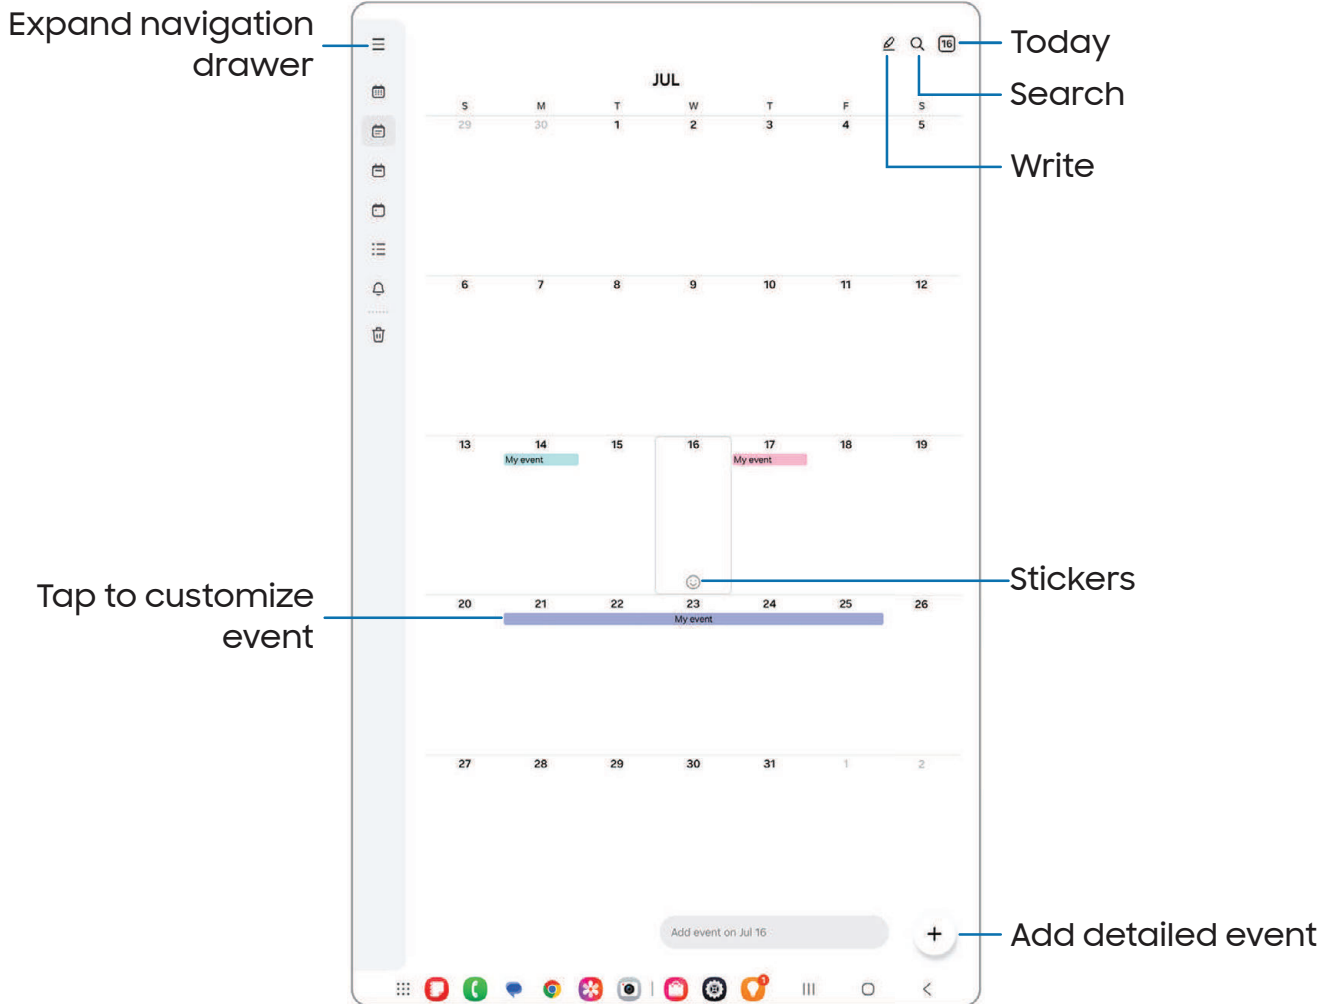 Expand navigation
drawer
16
Today
Search
Write
JUL
S M T W T F S
29 30 1 2 3 4 5
6 7 8 9 10 11 12
13 14 15 16 17 18 19
My event My event
Stickers
Tap to customize
event
20 21 22 23 24 25 26
My event
27 28 29 30 31 1 2
Add event on Jul 16
Add detailed event
1